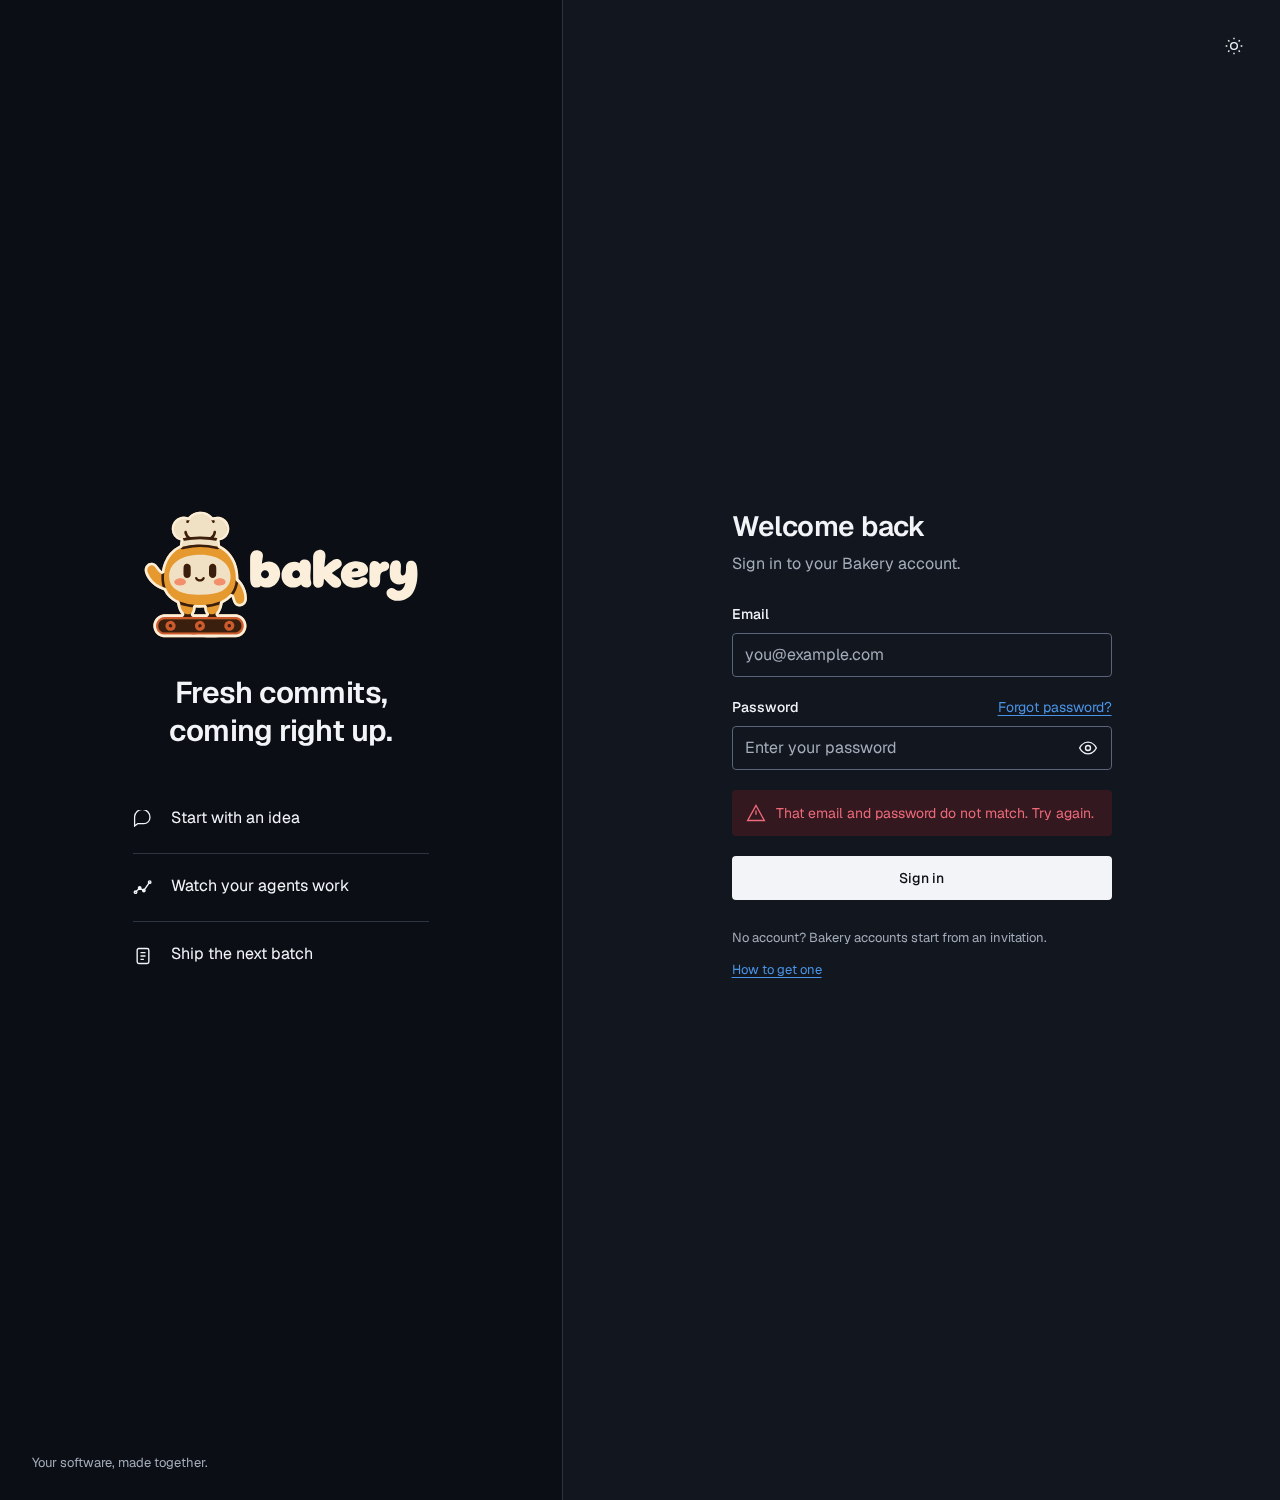 bakery
Fresh commits,
coming right up.
Start with an idea
Watch your agents work
Ship the next batch
Your software, made together.
Welcome back
Sign in to your Bakery account.
Email
you@example.com
Password
Forgot password?
Enter your password
That email and password do not match. Try again.
Sign in
No account? Bakery accounts start from an invitation.
How to get one